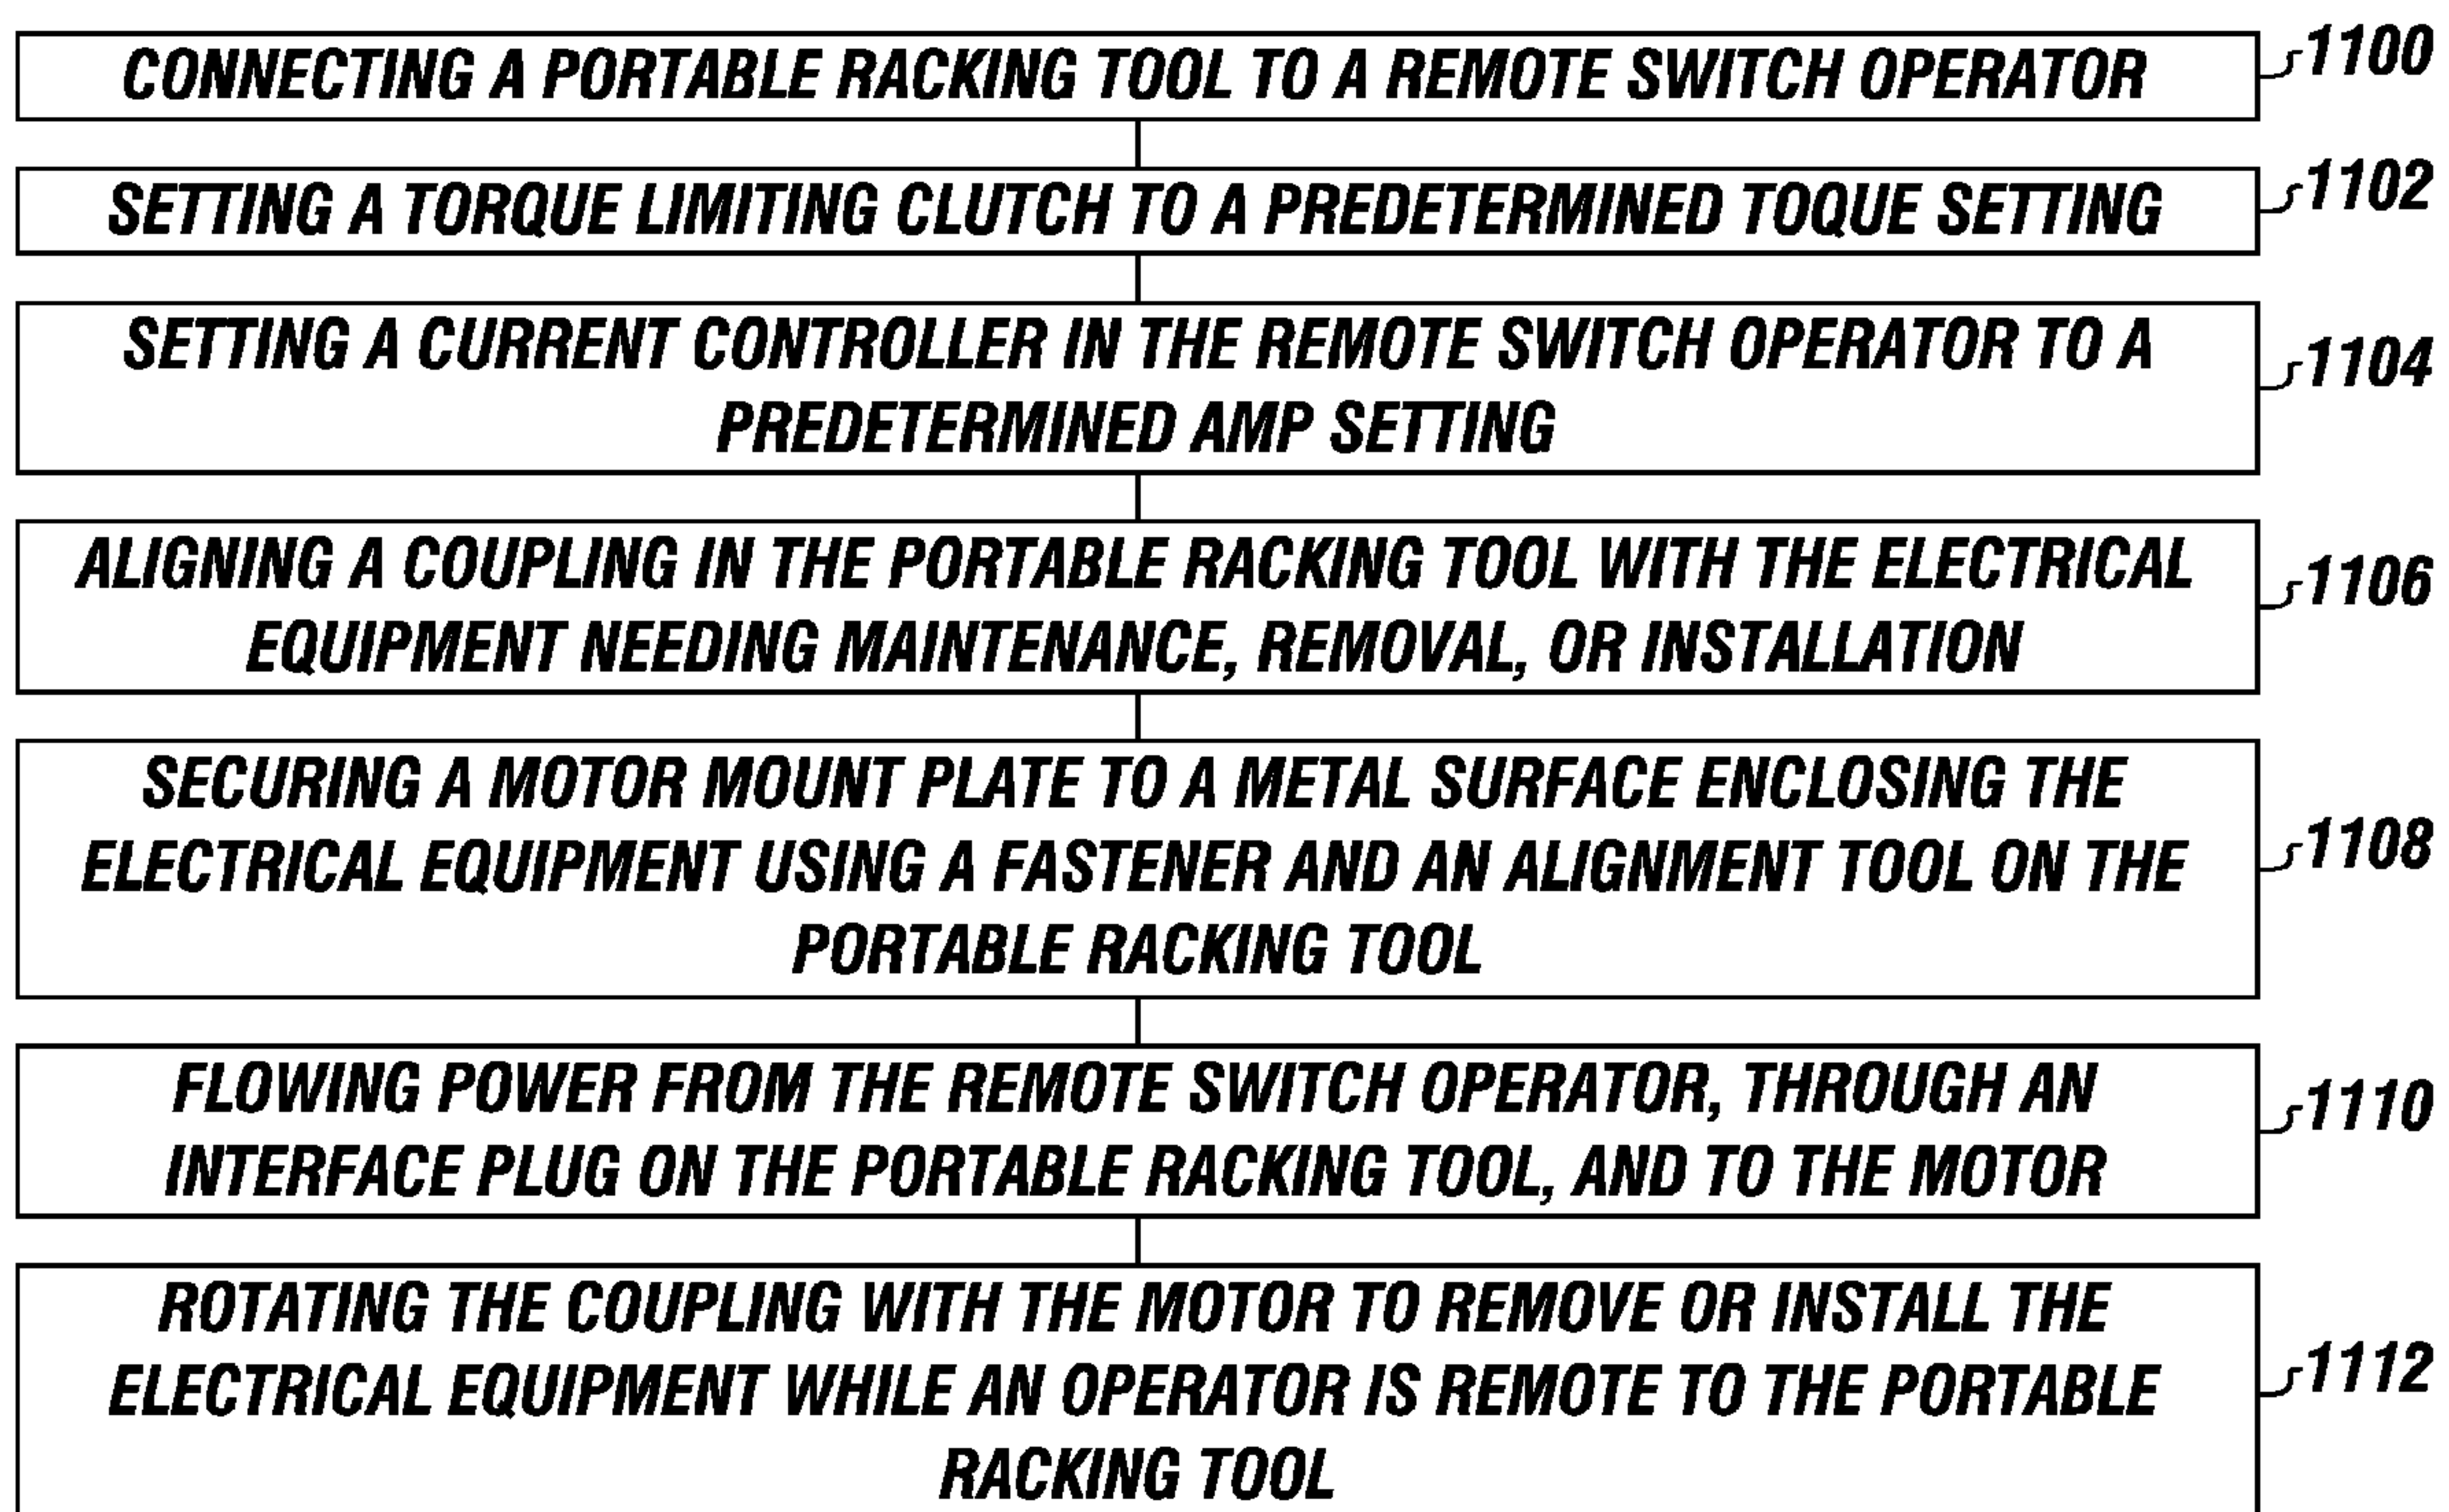 CONNECTING A PORTABLE RACKING TOOL TO A REMOTE SWITCH OPERATOR
1100
SETTING A TORQUE LIMITING CLUTCH TO A PREDETERMINED TOQUE SETTING
1102
SETTING A CURRENT CONTROLLER IN THE REMOTE SWITCH OPERATOR TO A
PREDETERMINED AMP SETTING
1104
ALIGNING A COUPLING IN THE PORTABLE RACKING TOOL WITH THE ELECTRICAL
EQUIPMENT NEEDING MAINTENANCE, REMOVAL, OR INSTALLATION
1106
SECURING A MOTOR MOUNT PLATE TO A METAL SURFACE ENCLOSING THE
ELECTRICAL EQUIPMENT USING A FASTENER AND AN ALIGNMENT TOOL ON THE
PORTABLE RACKING TOOL
1108
FLOWING POWER FROM THE REMOTE SWITCH OPERATOR, THROUGH AN
INTERFACE PLUG ON THE PORTABLE RACKING TOOL, AND TO THE MOTOR
1110
ROTATING THE COUPLING WITH THE MOTOR TO REMOVE OR INSTALL THE
ELECTRICAL EQUIPMENT WHILE AN OPERATOR IS REMOTE TO THE PORTABLE
RACKING TOOL
1112